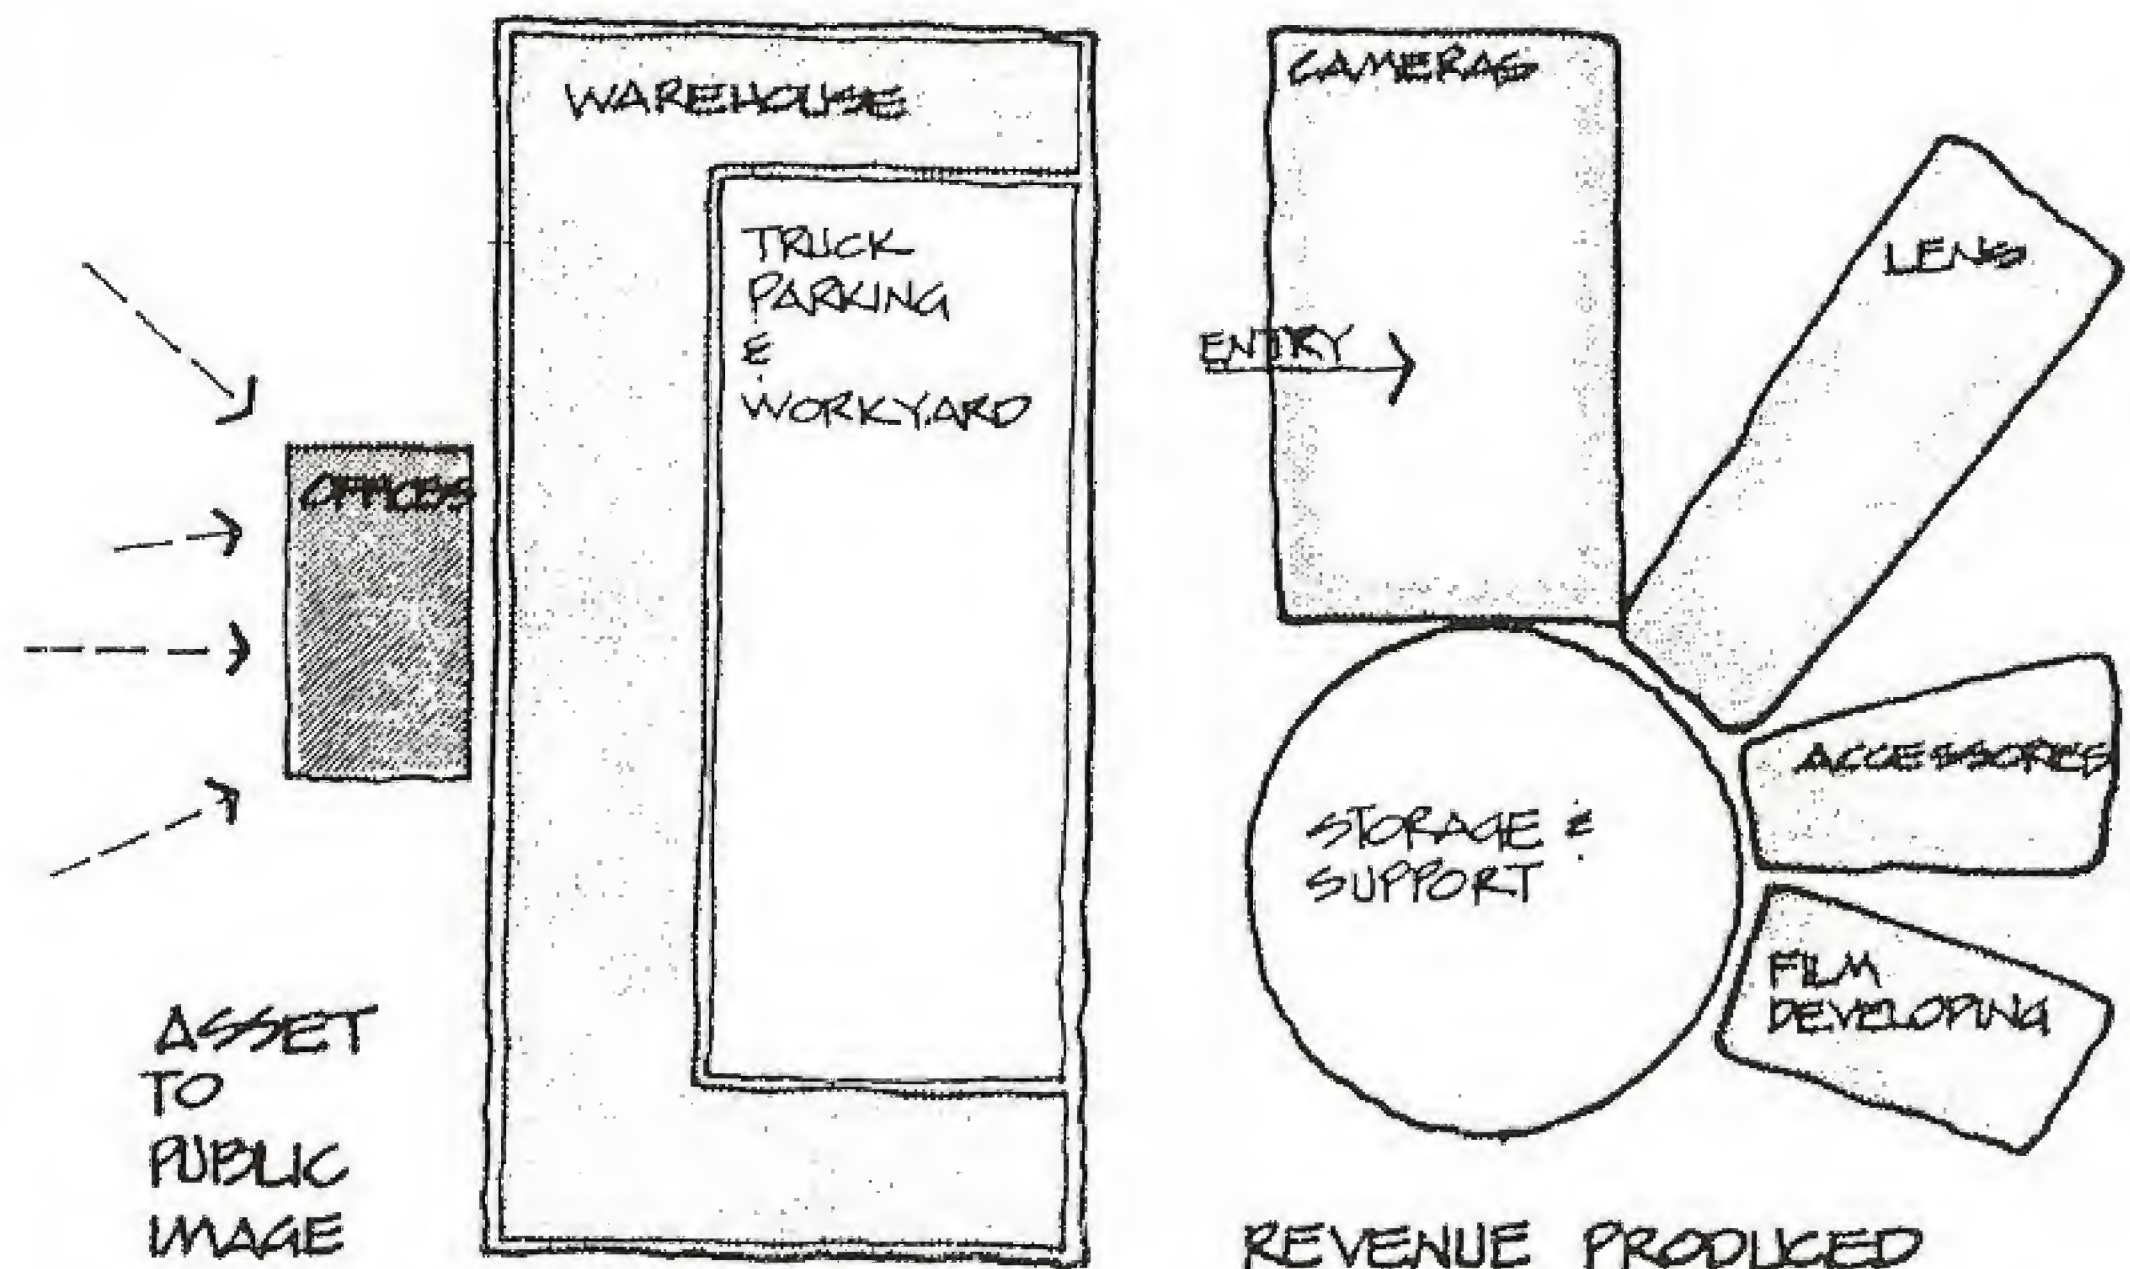 WAREHOUSE
TRUCK
PARKING
&
WORKYARD
OFFICES
ASSET
TO
PUBLIC
IMAGE
CAMERAS
LENS
ENTRY
ACCESSORIES
STORAGE &
SUPPORT
FILM
DEVELOPING
REVENUE PRODUCED